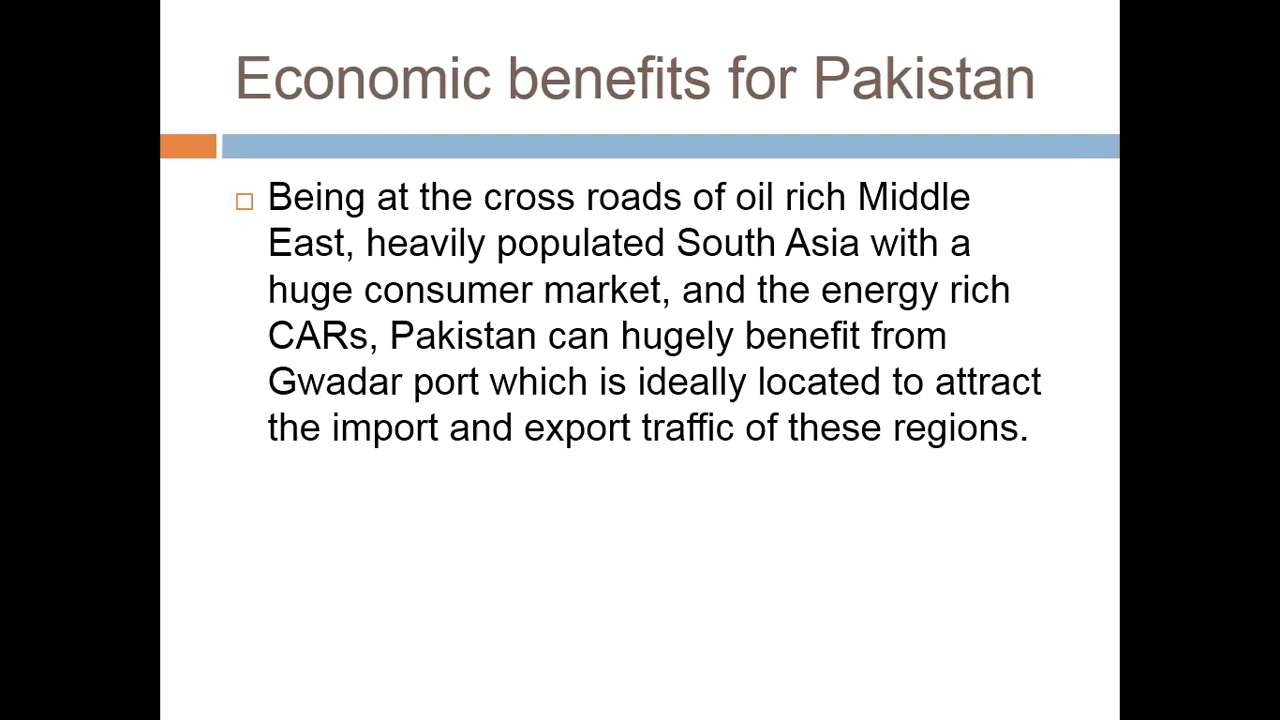 Economic benefits for Pakistan
Being at the cross roads of oil rich Middle
East, heavily populated South Asia with a
huge consumer market, and the energy rich
CARs, Pakistan can hugely benefit from
Gwadar port which is ideally located to attract
the import and export traffic of these regions.